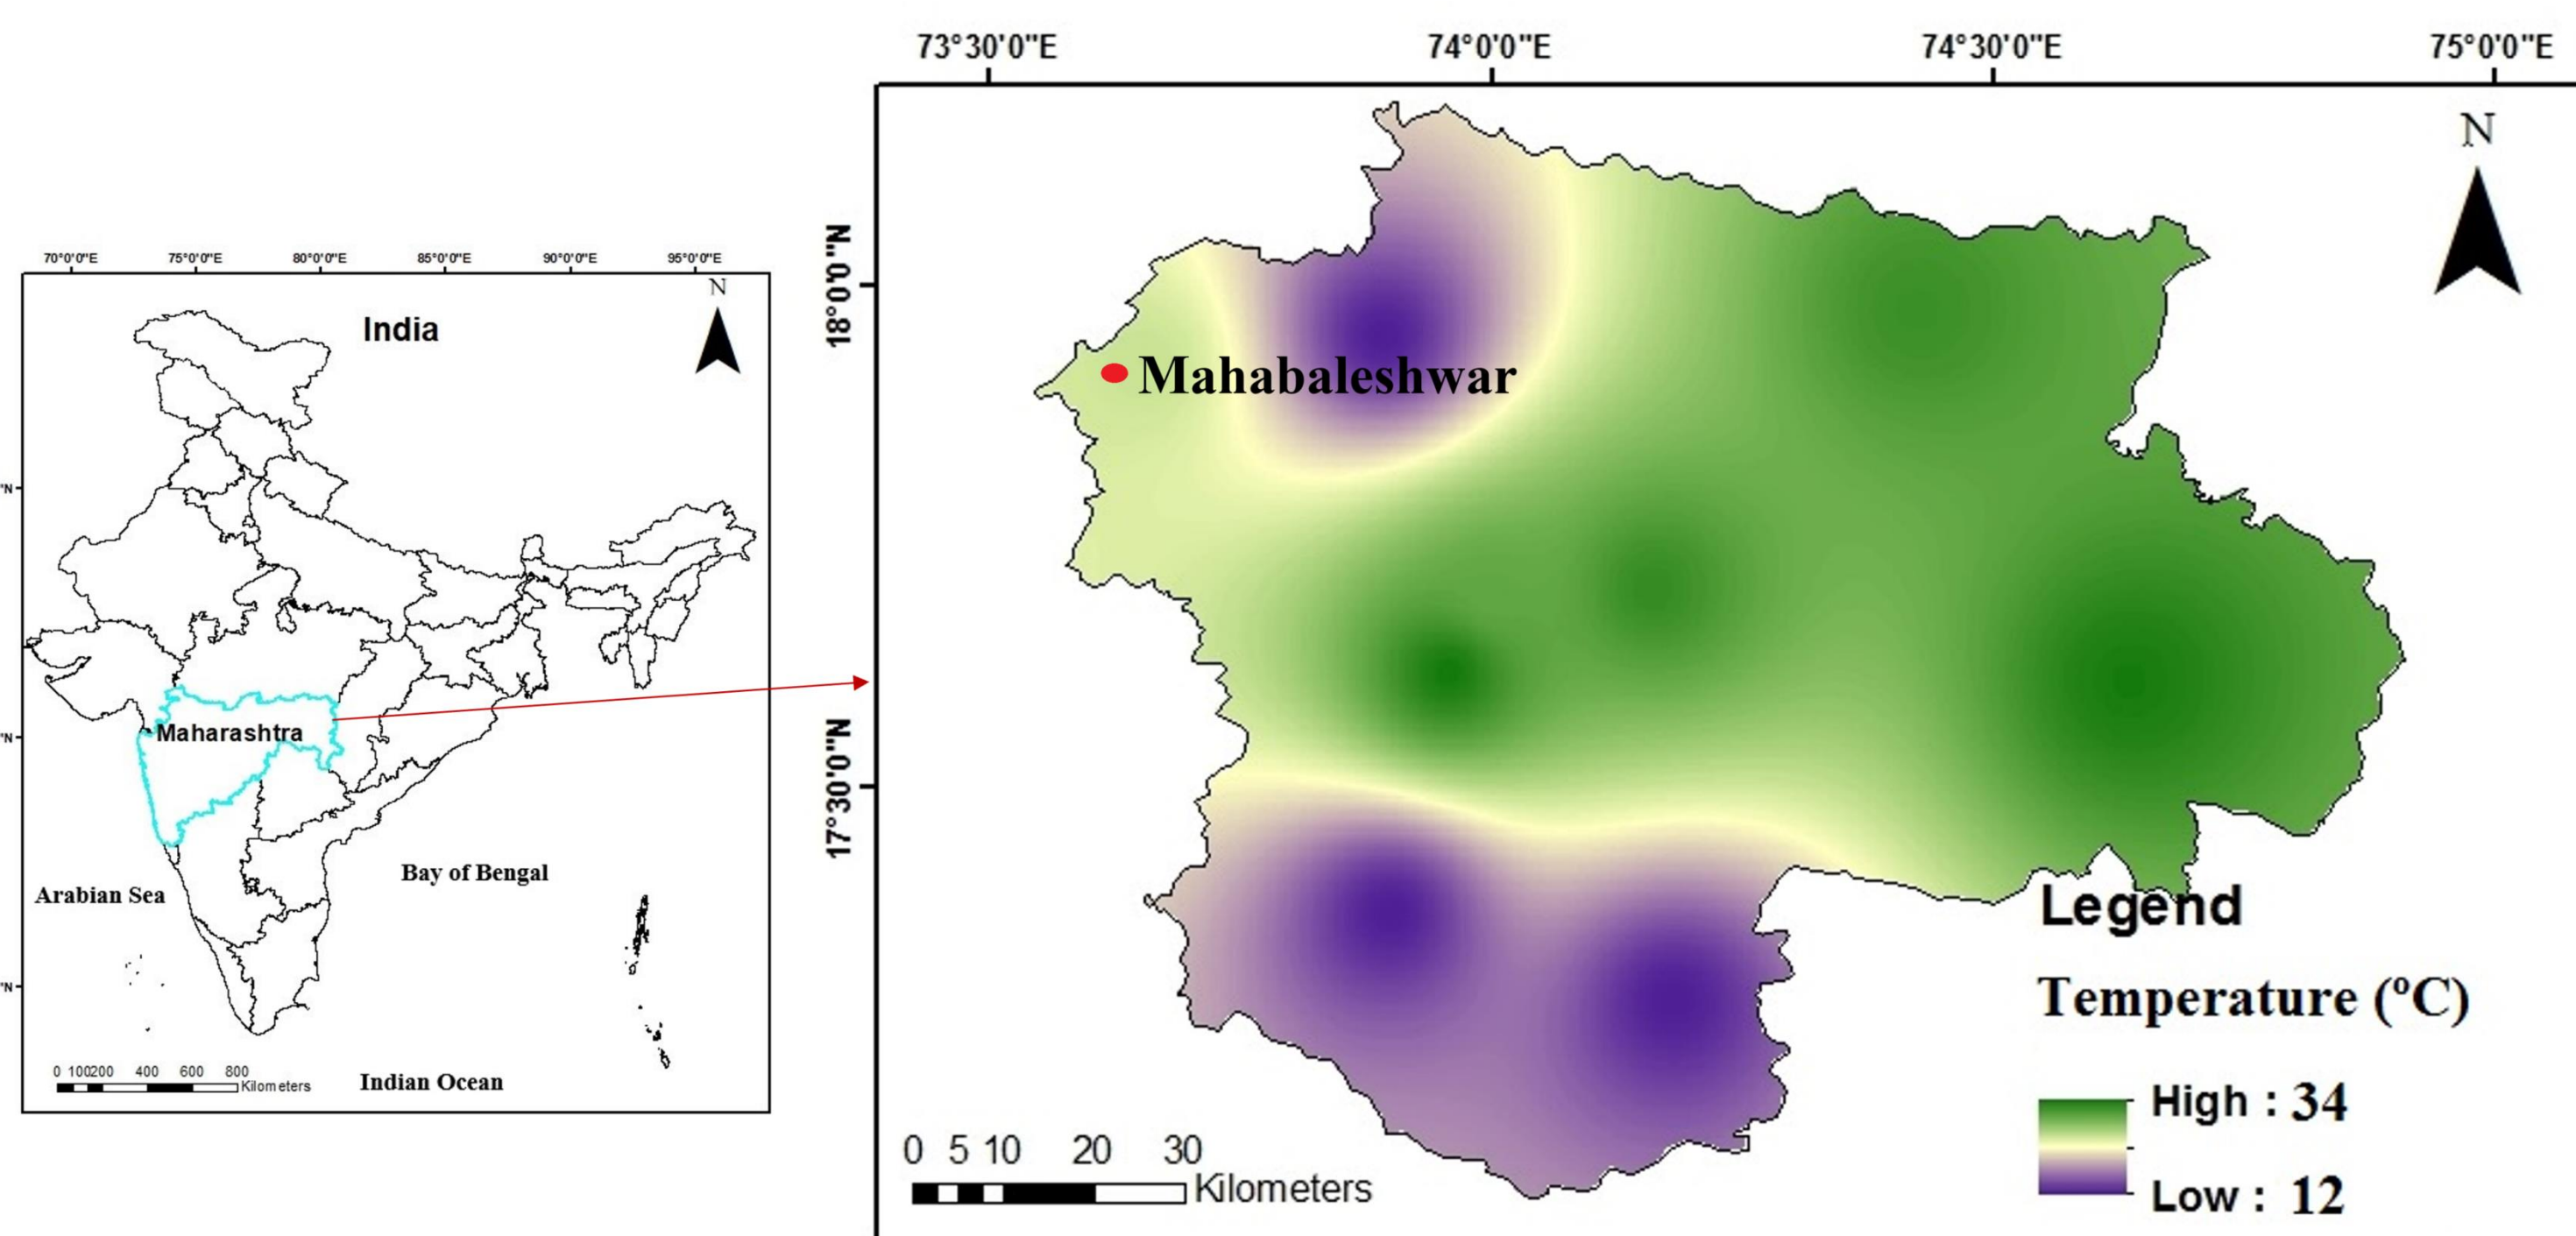 70°0'0"E 75°0'0"E 80°0'0"E 85°0'0"E 90°0'0"E 95°0'0"E
N
India
"N
Maharashtra
"N
Bay of Bengal
Arabian Sea
"N
0 100200 400 600 800
Kilometers
Indian Ocean
73°30'0"E 74°0'0"E 74°30'0"E 75°0'0"E
N
18°0'0"N
Mahabaleshwar
17°30'0"N
Legend
Temperature (ºC)
High : 34
Low : 12
0 5 10 20 30
Kilometers